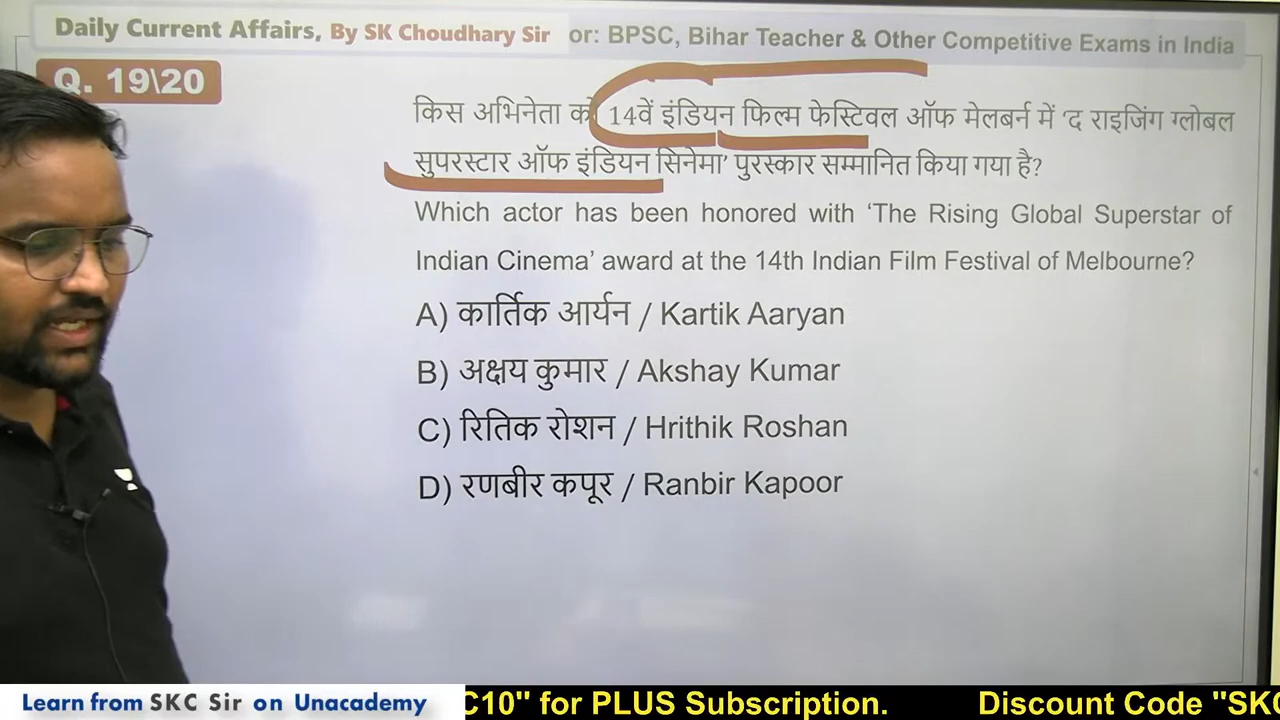 Daily Current Affairs, By SK Choudhary Sir or: BPSC, Bihar Teacher & Other Competitive Exams in India
Q. 19\20
किस अभिनेता को 14वें इंडियन फिल्म फेस्टिवल ऑफ मेलबर्न में ‘द राइजिंग ग्लोबल
सुपरस्टार ऑफ इंडियन सिनेमा’ पुरस्कार सम्मानित किया गया है?
Which actor has been honored with ‘The Rising Global Superstar of
Indian Cinema’ award at the 14th Indian Film Festival of Melbourne?
A) कार्तिक आर्यन / Kartik Aaryan
B) अक्षय कुमार / Akshay Kumar
C) रितिक रोशन / Hrithik Roshan
D) रणबीर कपूर / Ranbir Kapoor
Learn from SKC Sir on Unacademy
C10" for PLUS Subscription. Discount Code "SKC